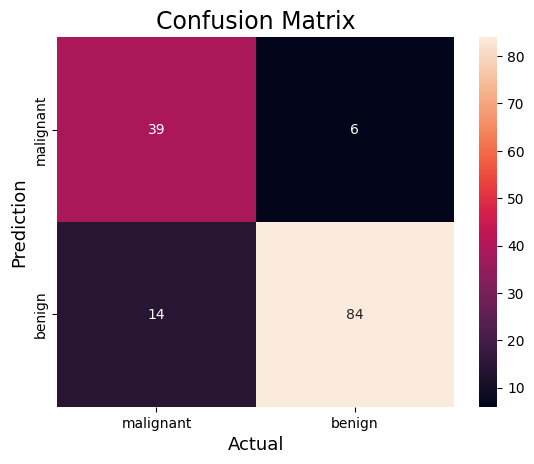 Confusion Matrix
Prediction
malignant
benign
39
6
14
84
malignant
benign
Actual
80
70
60
50
40
30
20
10